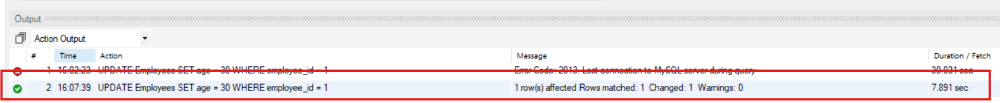 Output
Action Output
# Time Action Message Duration / Fetch
1 16:02:23 UPDATE Employees SET age = 30 WHERE employee_id = 1 Error Code: 2013. Lost connection to MySQL server during query 30.031 sec
2 16:07:39 UPDATE Employees SET age = 30 WHERE employee_id = 1 1 row(s) affected Rows matched: 1 Changed: 1 Warnings: 0 7.891 sec